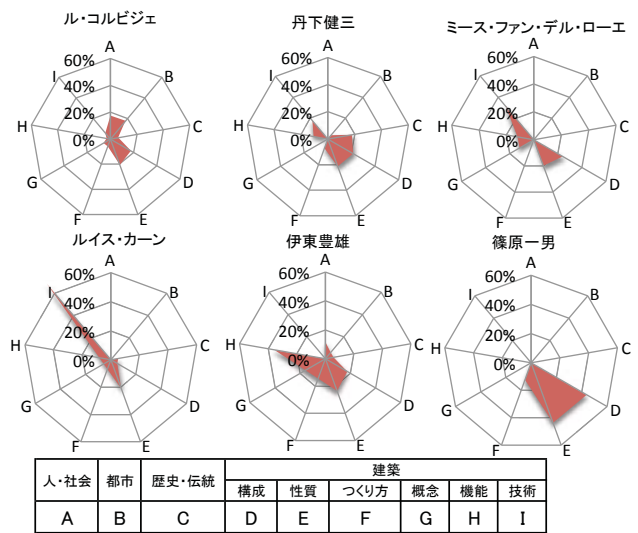 ル・コルビジェ
60%
40%
20%
0%
A
B
C
D
E
F
G
H
I
丹下健三
60%
40%
20%
0%
A
B
C
D
E
F
G
H
I
ミース・ファン・デル・ローエ
60%
40%
20%
0%
A
B
C
D
E
F
G
H
I
ルイス・カーン
60%
40%
20%
0%
A
B
C
D
E
F
G
H
I
伊東豊雄
60%
40%
20%
0%
A
B
C
D
E
F
G
H
I
篠原一男
60%
40%
20%
0%
A
B
C
D
E
F
G
H
I
人・社会 都市 歴史・伝統 建築
構成 性質 つくり方 概念 機能 技術
A B C D E F G H I